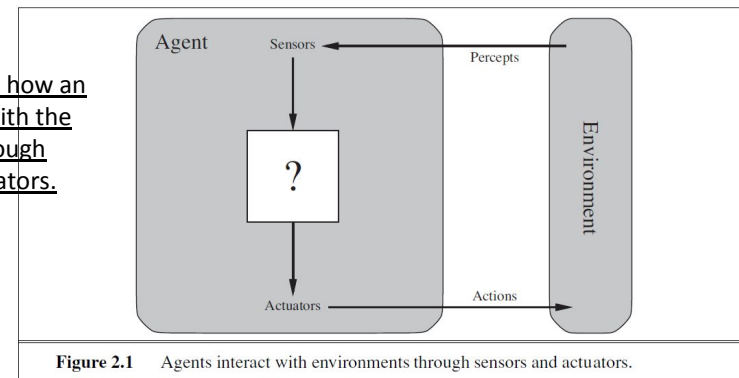 how an
ith the
ough
ators.
Agent
Sensors
Percepts
?
Environment
Actuators
Actions
Figure 2.1 Agents interact with environments through sensors and actuators.